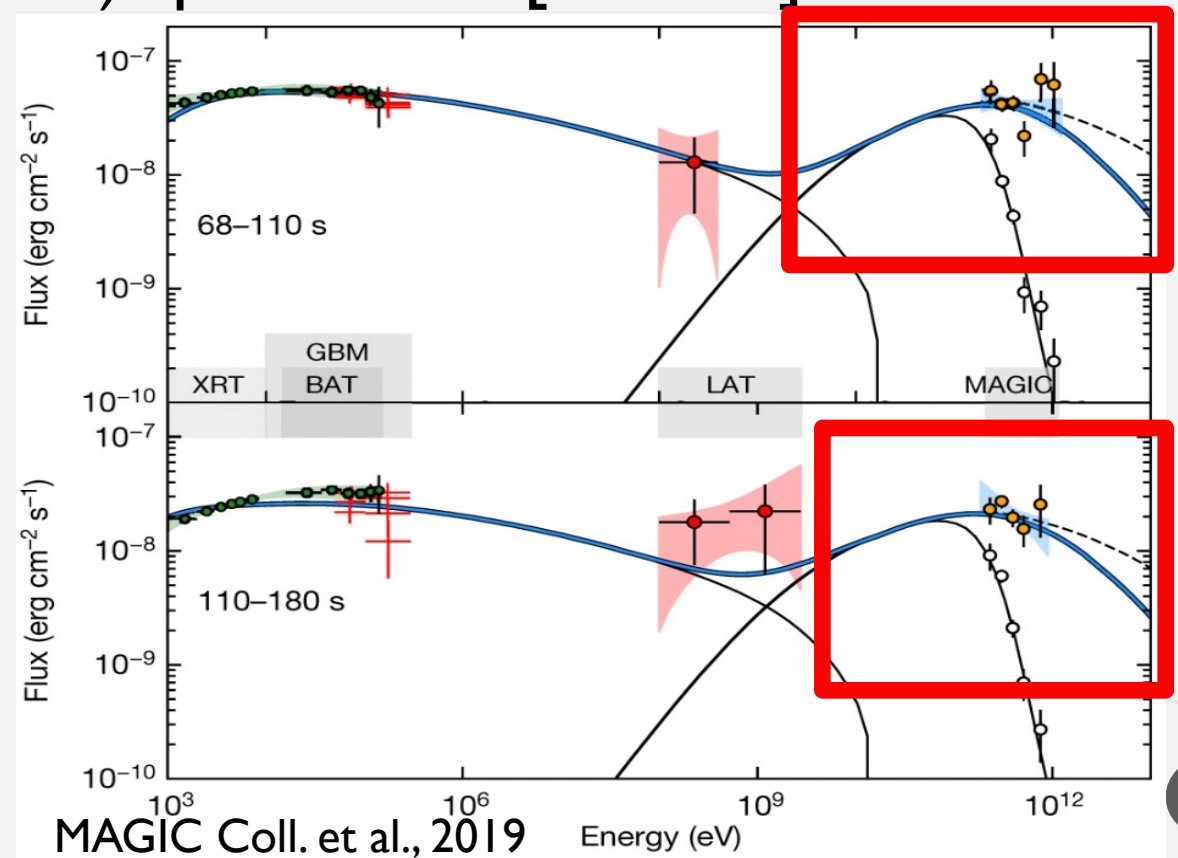 10⁻⁷
10⁻⁸
10⁻⁹
10⁻¹⁰
Flux (erg cm⁻² s⁻¹)
68–110 s
GBM
XRT
BAT
LAT
MAGIC
10⁻⁷
10⁻⁸
10⁻⁹
10⁻¹⁰
Flux (erg cm⁻² s⁻¹)
110–180 s
10³
10⁶
10⁹
10¹²
Energy (eV)
MAGIC Coll. et al., 2019